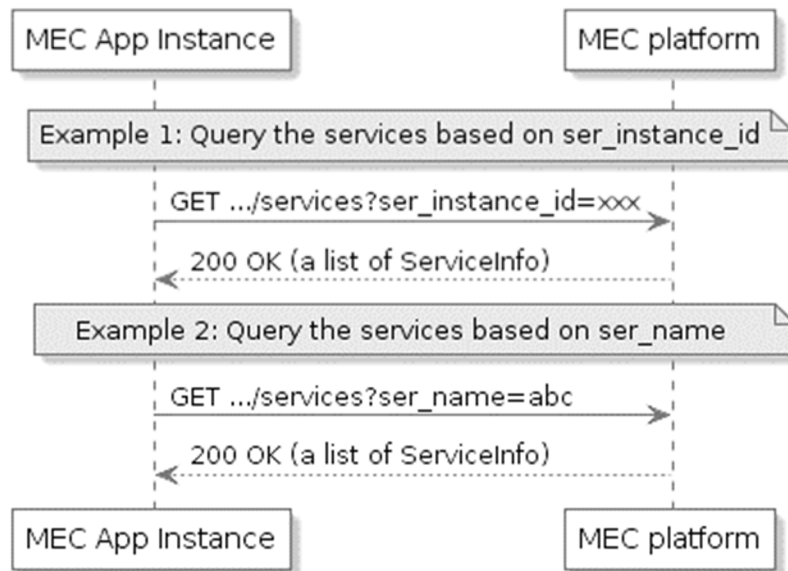 MEC App Instance
MEC platform
Example 1: Query the services based on ser_instance_id
GET .../services?ser_instance_id=xxx
200 OK (a list of ServiceInfo)
Example 2: Query the services based on ser_name
GET .../services?ser_name=abc
200 OK (a list of ServiceInfo)
MEC App Instance
MEC platform